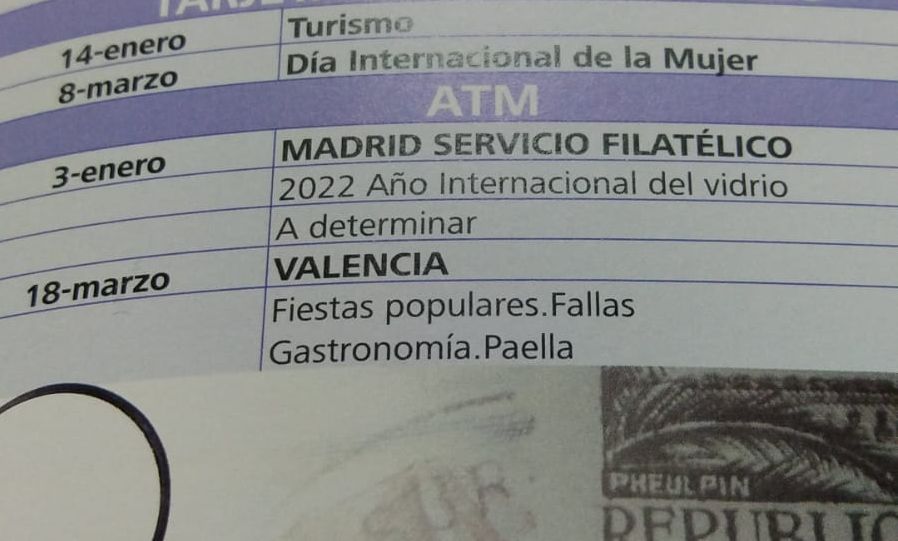 14-enero Turismo
8-marzo Día Internacional de la Mujer
ATM
3-enero MADRID SERVICIO FILATÉLICO
2022 Año Internacional del vidrio
A determinar
18-marzo VALENCIA
Fiestas populares.Fallas
Gastronomía.Paella
PHEULPIN